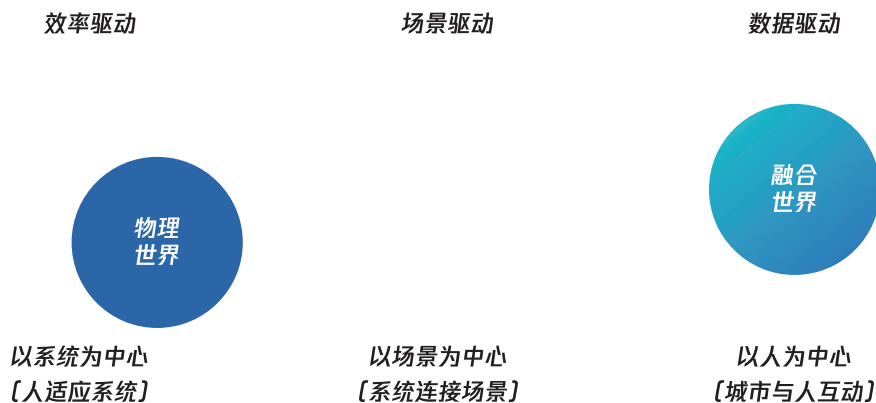 效率驱动
场景驱动
数据驱动
融合
世界
物理
世界
以系统为中心
以场景为中心
以人为中心
〔人适应系统〕
〔系统连接场景〕
〔城市与人互动〕